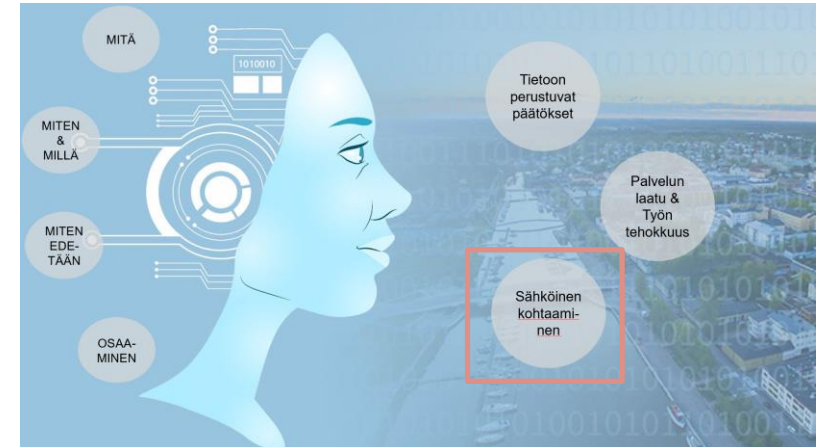 MITÄ
1010010
MITEN
&
MILLÄ
MITEN
EDE-
TÄÄN
OSAA-
MINEN
Tietoon
perustuvat
päätökset
Palvelun
laatu &
Työn
tehokkuus
Sähköinen
kohtaami-
nen